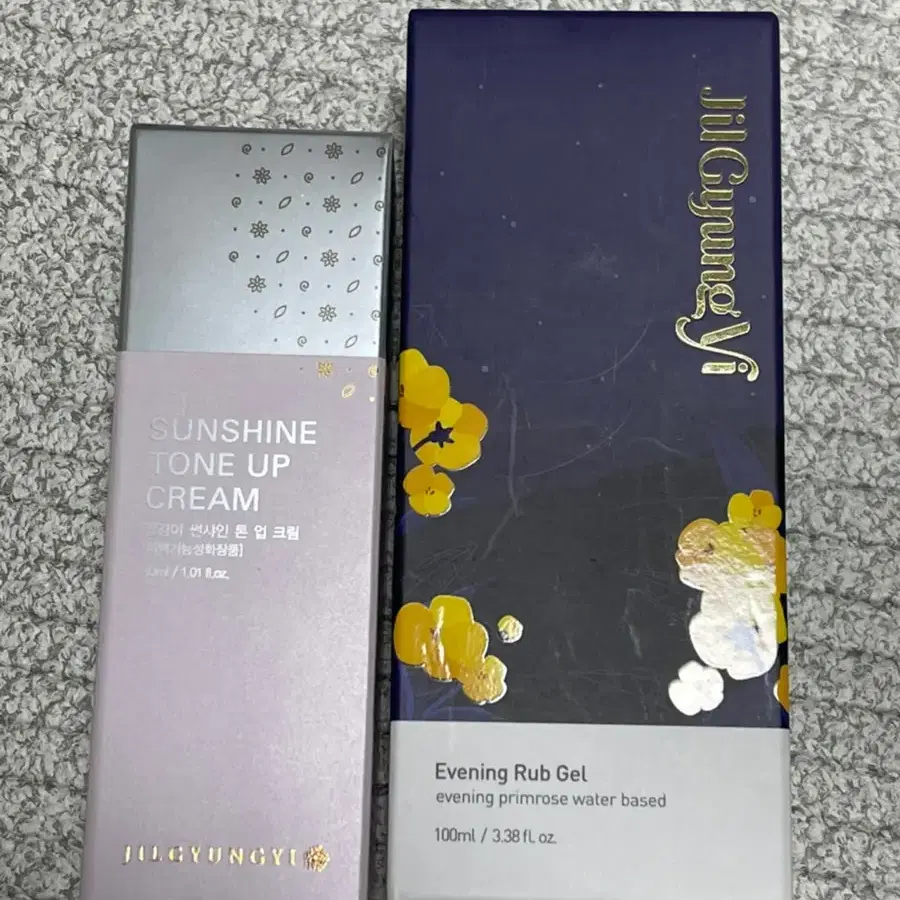 SUNSHINE
TONE UP
CREAM
썬샤인 톤 업 크림
/ 1.01 fl.oz.
JILGYUNGYI
JilGyungYi
Evening Rub Gel
evening primrose water based
100ml / 3.38 fl. oz.